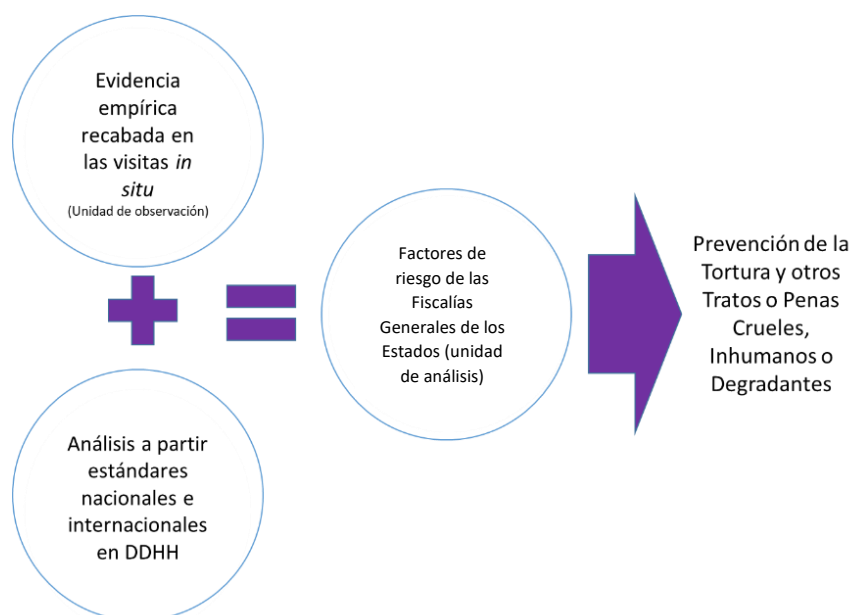 Evidencia
empírica
recabada en
las visitas in
situ
(Unidad de observación)
Análisis a partir
estándares
nacionales e
internacionales
en DDHH
Factores de
riesgo de las
Fiscalías
Generales de los
Estados (unidad
de análisis)
Prevención de la
Tortura y otros
Tratos o Penas
Crueles,
Inhumanos o
Degradantes